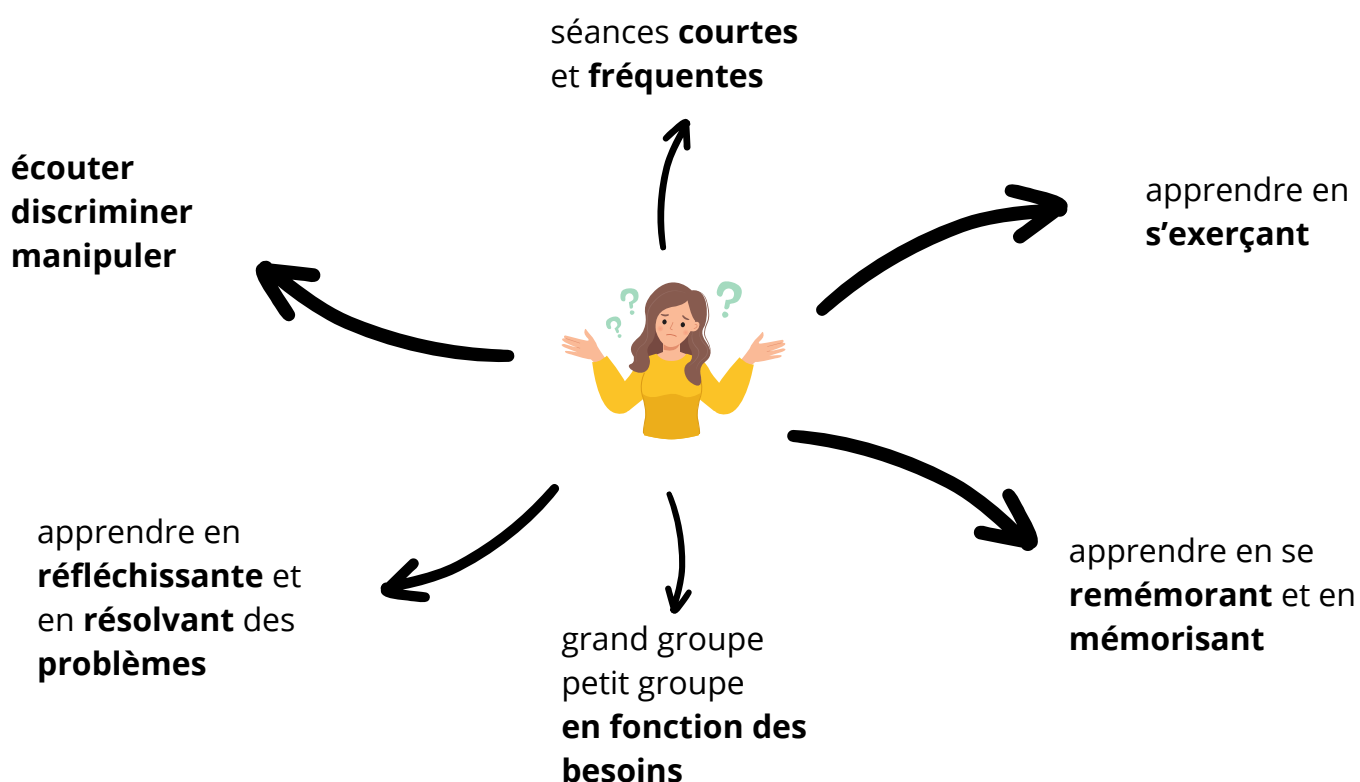 séances courtes
et fréquentes
écouter
discriminer
manipuler
apprendre en
s'exerçant
apprendre en
réfléchissante et
en résolvant des
problèmes
grand groupe
petit groupe
en fonction des
besoins
apprendre en se
remémorant et en
mémorisant
? ? ?